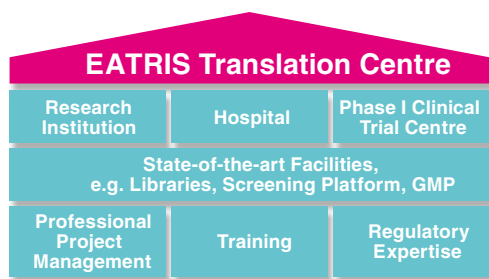 EATRIS Translation Centre
Research
Institution
Hospital
Phase I Clinical
Trial Centre
State-of-the-art Facilities,
e.g. Libraries, Screening Platform, GMP
Professional
Project
Management
Training
Regulatory
Expertise